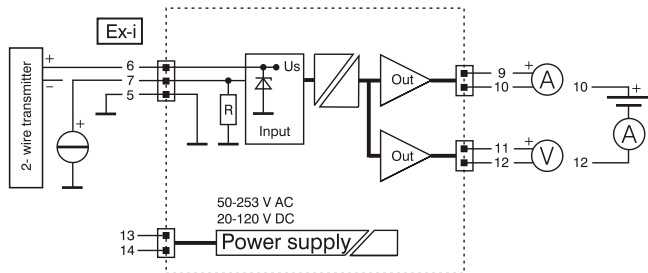 Ex-i
2- wire transmitter
+
−
6
7
5
+
Us
R
Input
Out
Out
+
9
10
A
+
11
12
V
10
+
A
12
50-253 V AC
20-120 V DC
13
14
Power supply